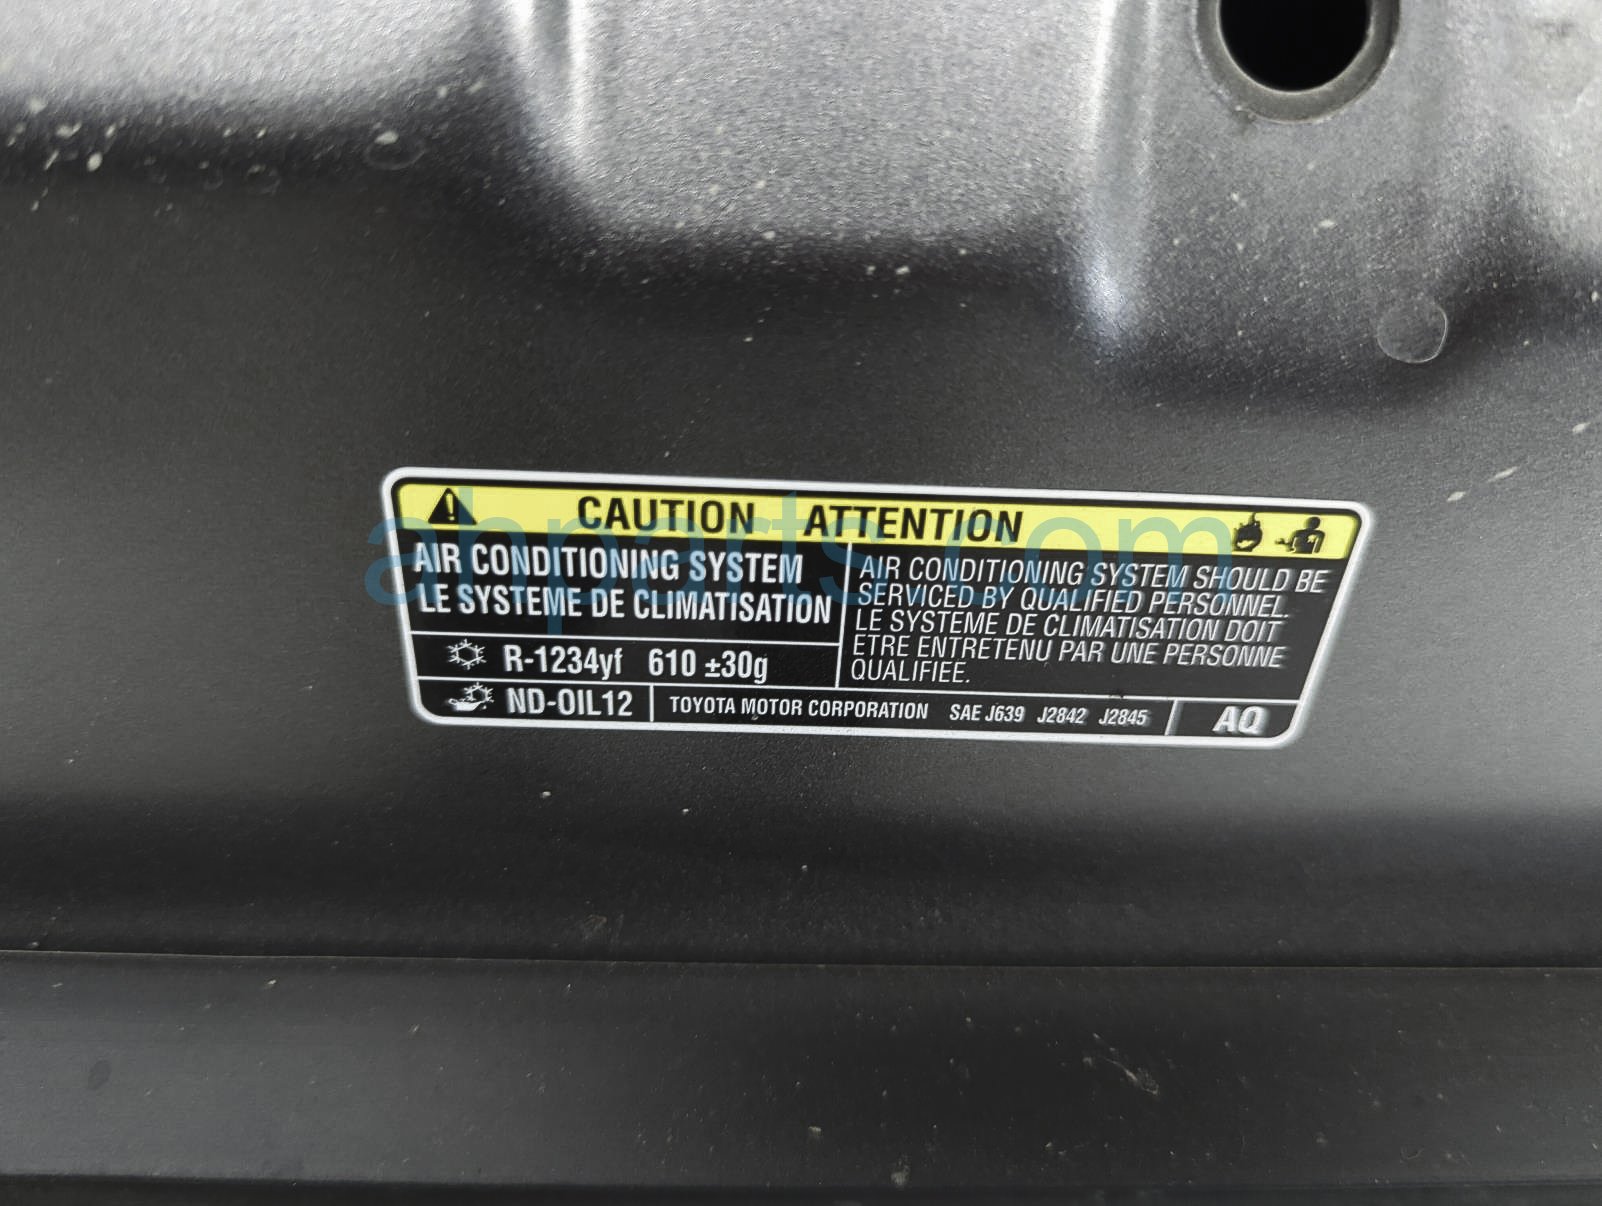 CAUTION ATTENTION
AIR CONDITIONING SYSTEM
LE SYSTEME DE CLIMATISATION
R-1234yf 610 ±30g
ND-OIL12
AIR CONDITIONING SYSTEM SHOULD BE
SERVICED BY QUALIFIED PERSONNEL.
LE SYSTEME DE CLIMATISATION DOIT
ETRE ENTRETENU PAR UNE PERSONNE
QUALIFIEE.
TOYOTA MOTOR CORPORATION SAE J639 J2842 J2845
AQ
ahparts.com